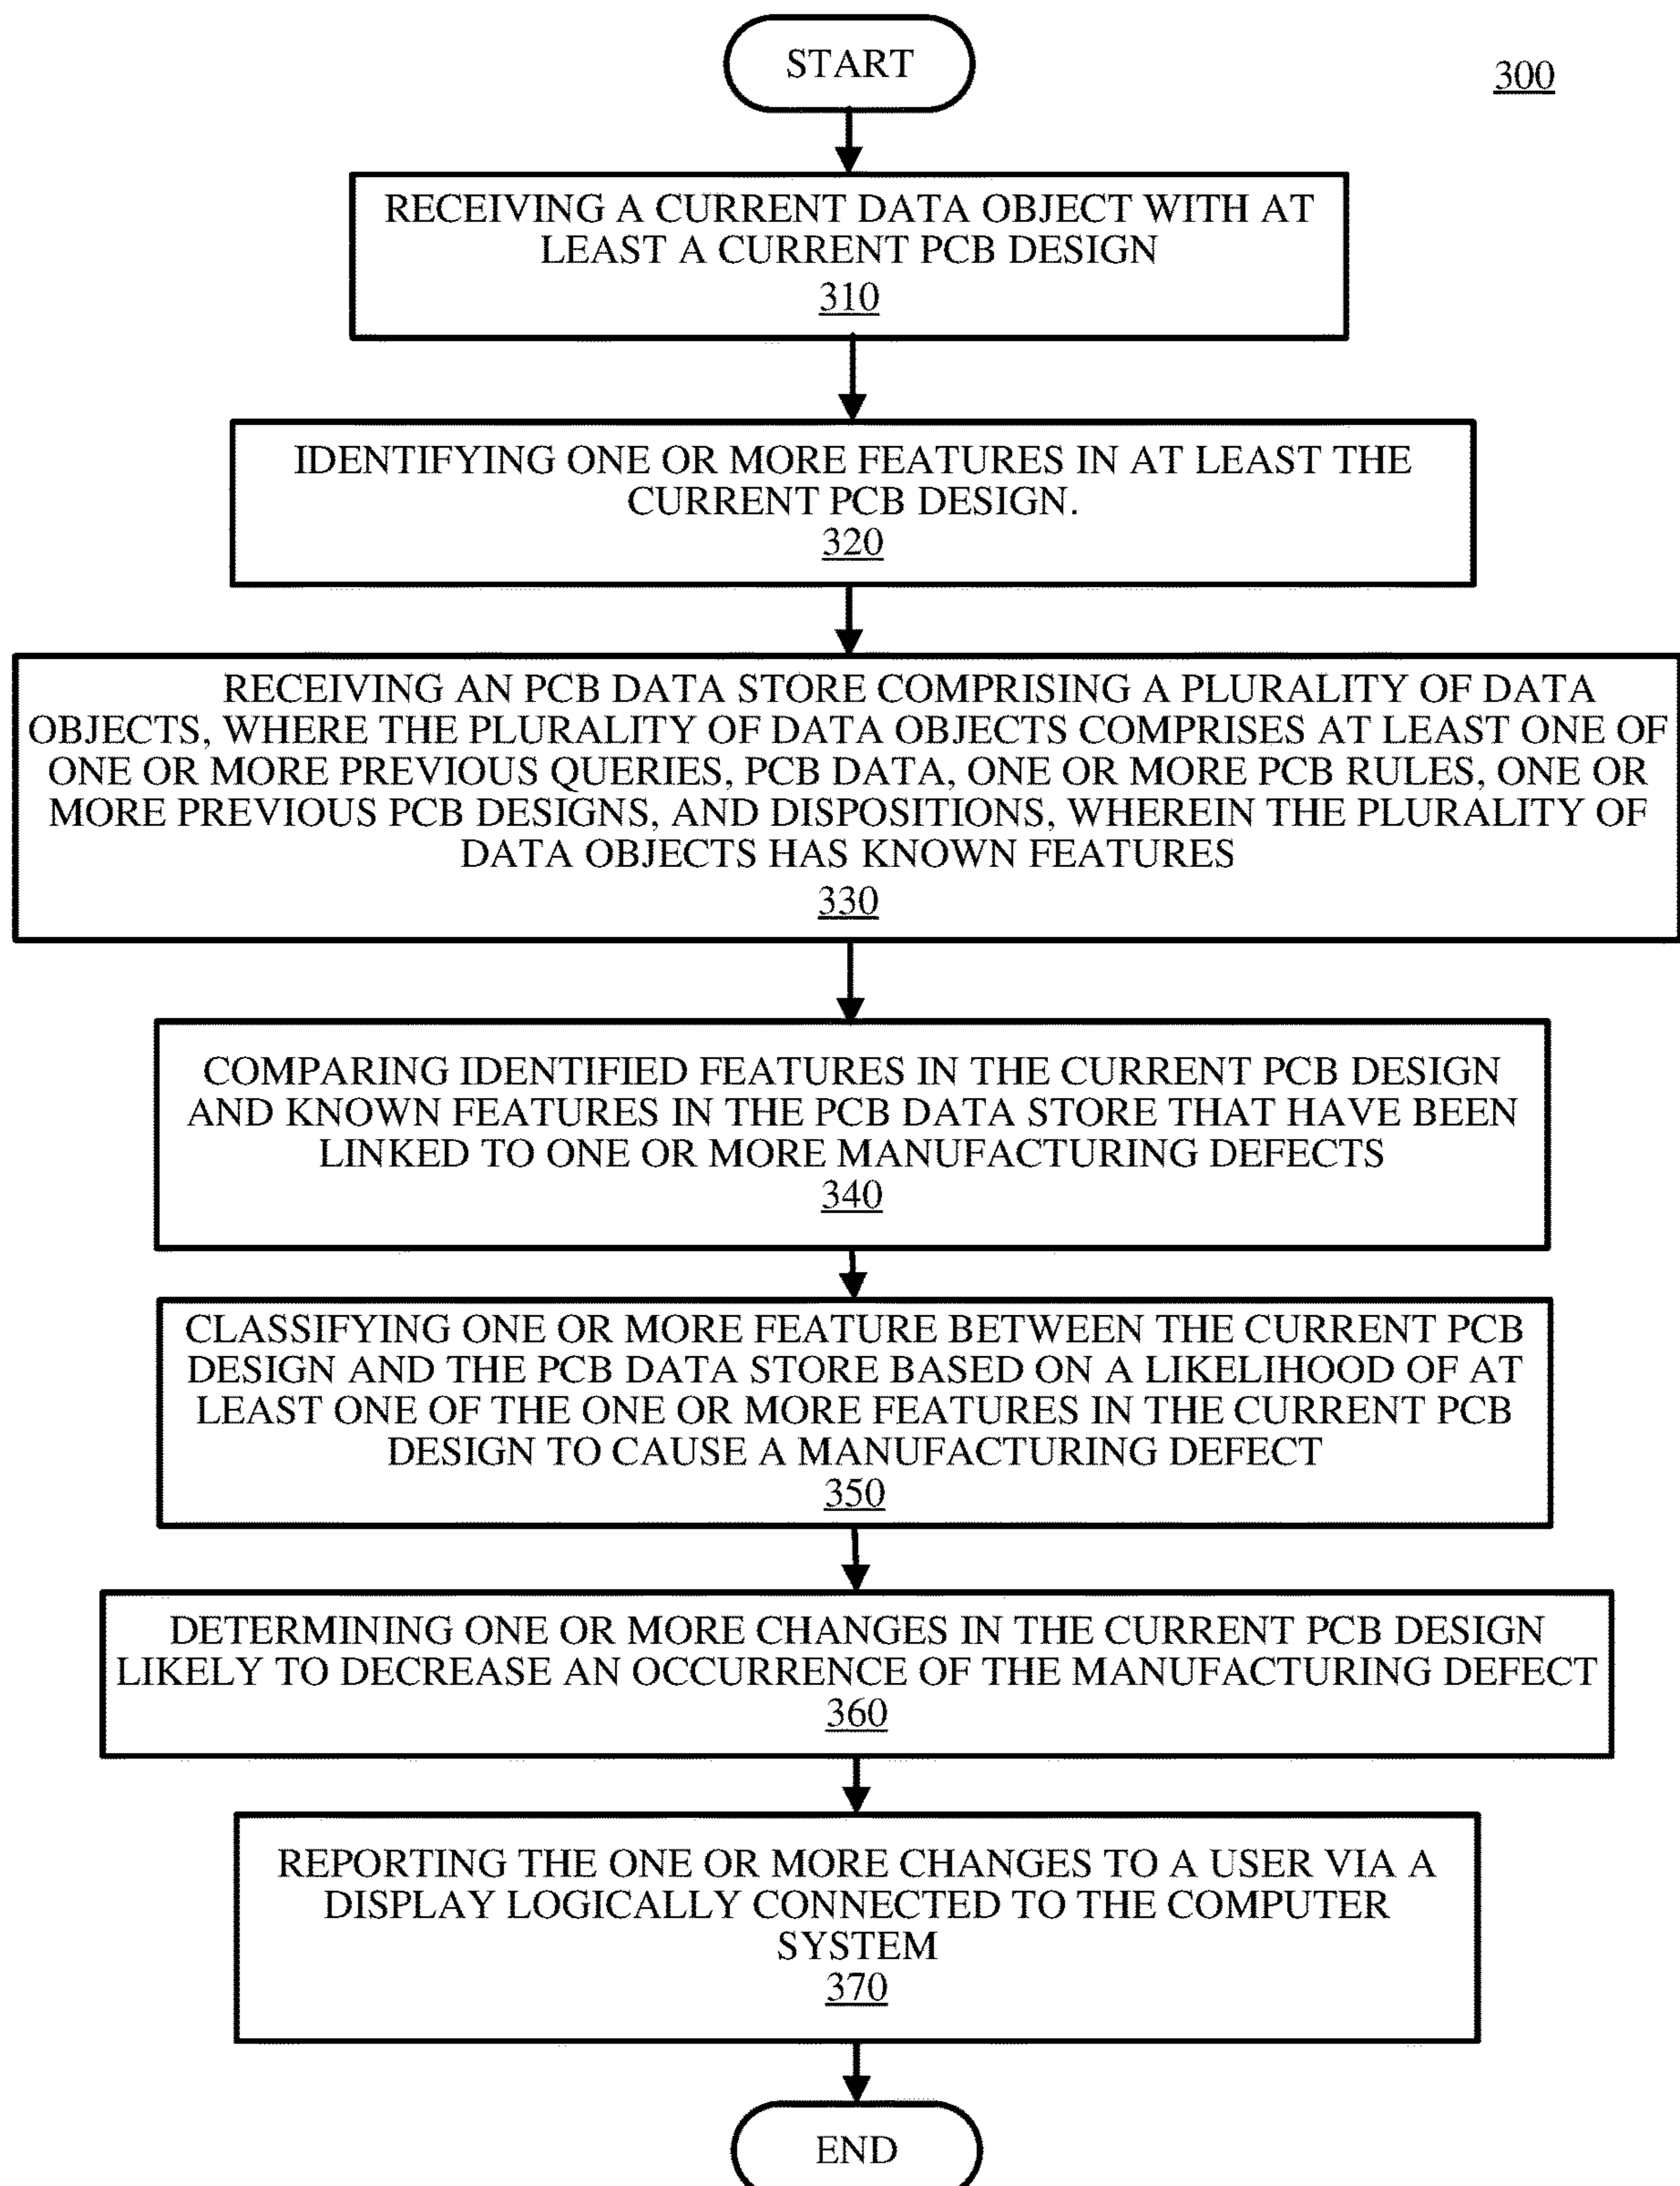 START
300
RECEIVING A CURRENT DATA OBJECT WITH AT
LEAST A CURRENT PCB DESIGN
310
IDENTIFYING ONE OR MORE FEATURES IN AT LEAST THE
CURRENT PCB DESIGN.
320
RECEIVING AN PCB DATA STORE COMPRISING A PLURALITY OF DATA
OBJECTS, WHERE THE PLURALITY OF DATA OBJECTS COMPRISES AT LEAST ONE OF
ONE OR MORE PREVIOUS QUERIES, PCB DATA, ONE OR MORE PCB RULES, ONE OR
MORE PREVIOUS PCB DESIGNS, AND DISPOSITIONS, WHEREIN THE PLURALITY OF
DATA OBJECTS HAS KNOWN FEATURES
330
COMPARING IDENTIFIED FEATURES IN THE CURRENT PCB DESIGN
AND KNOWN FEATURES IN THE PCB DATA STORE THAT HAVE BEEN
LINKED TO ONE OR MORE MANUFACTURING DEFECTS
340
CLASSIFYING ONE OR MORE FEATURE BETWEEN THE CURRENT PCB
DESIGN AND THE PCB DATA STORE BASED ON A LIKELIHOOD OF AT
LEAST ONE OF THE ONE OR MORE FEATURES IN THE CURRENT PCB
DESIGN TO CAUSE A MANUFACTURING DEFECT
350
DETERMINING ONE OR MORE CHANGES IN THE CURRENT PCB DESIGN
LIKELY TO DECREASE AN OCCURRENCE OF THE MANUFACTURING DEFECT
360
REPORTING THE ONE OR MORE CHANGES TO A USER VIA A
DISPLAY LOGICALLY CONNECTED TO THE COMPUTER
SYSTEM
370
END